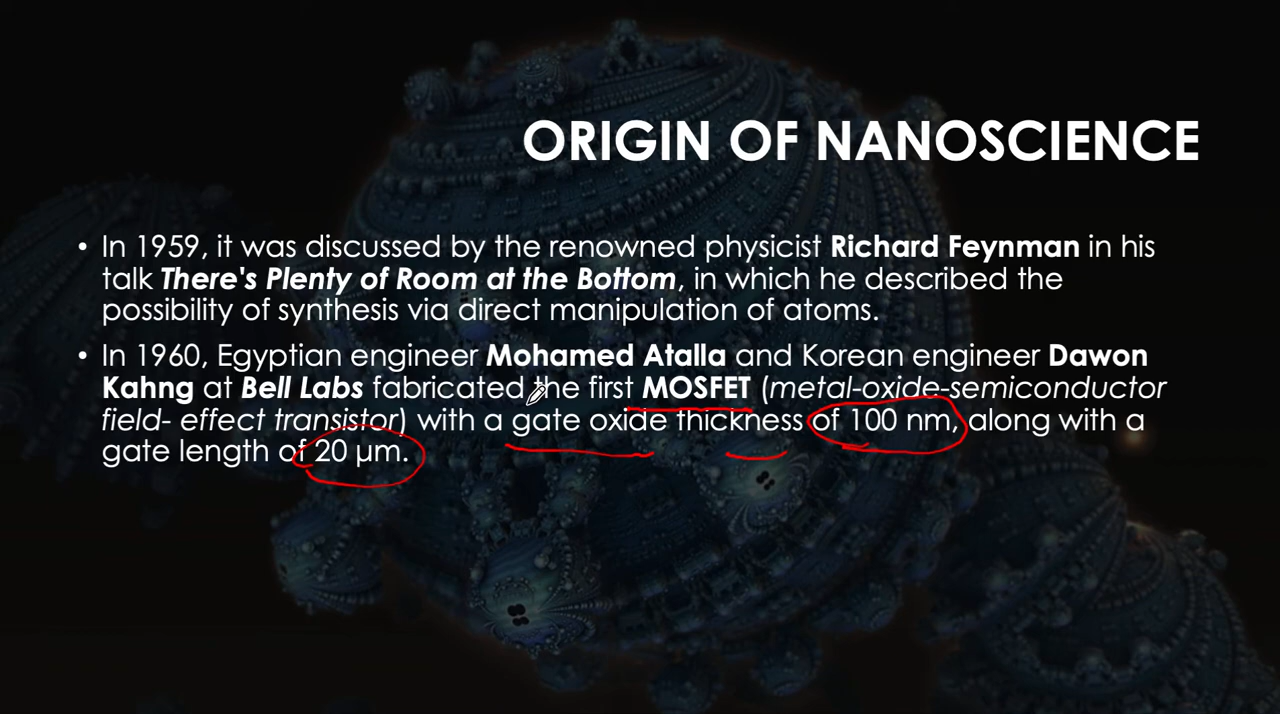 ORIGIN OF NANOSCIENCE
• In 1959, it was discussed by the renowned physicist Richard Feynman in his
talk There's Plenty of Room at the Bottom, in which he described the
possibility of synthesis via direct manipulation of atoms.
• In 1960, Egyptian engineer Mohamed Atalla and Korean engineer Dawon
Kahng at Bell Labs fabricated the first MOSFET (metal-oxide-semiconductor
field- effect transistor) with a gate oxide thickness of 100 nm, along with a
gate length of 20 µm.